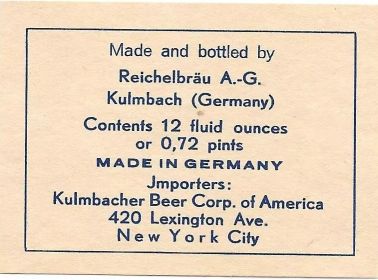 Made and bottled by
Reichelbräu A.-G.
Kulmbach (Germany)
Contents 12 fluid ounces
or 0,72 pints
MADE IN GERMANY
Jmporters:
Kulmbacher Beer Corp. of America
420 Lexington Ave.
New York City